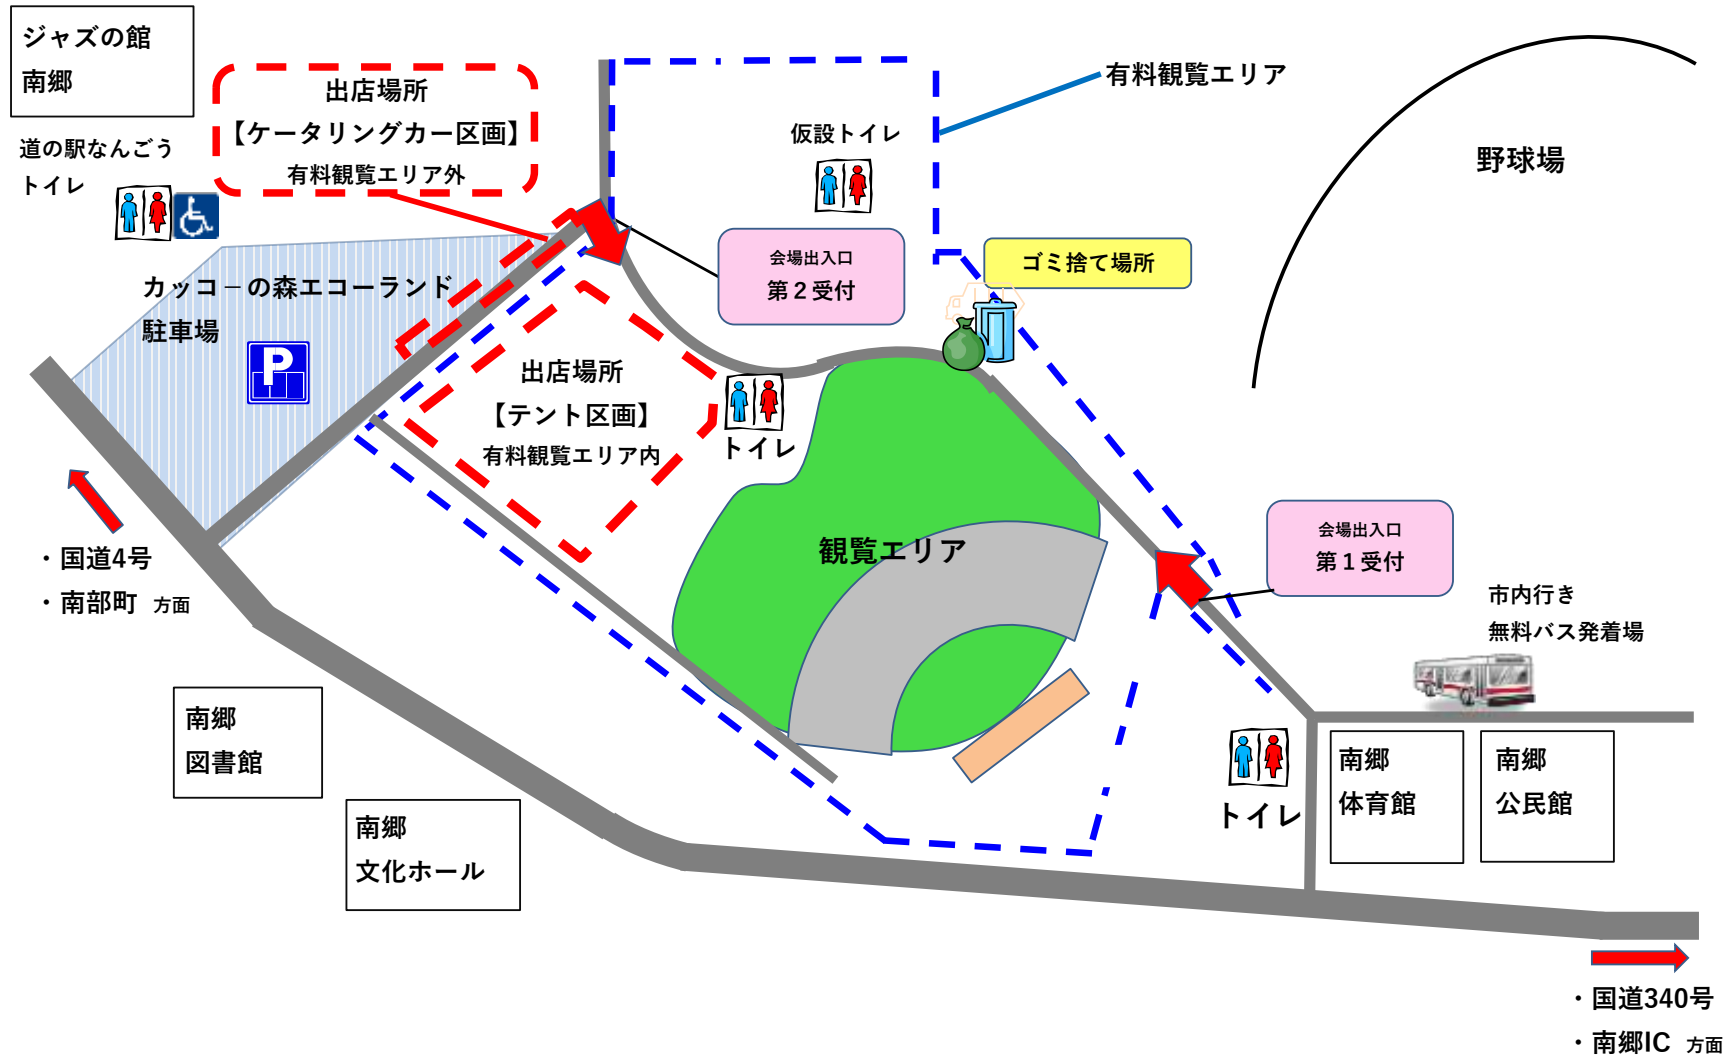 ジャズの館
南郷
道の駅なんごう
トイレ
出店場所
【ケータリングカー区画】
有料観覧エリア外
有料観覧エリア
仮設トイレ
野球場
会場出入口
第２受付
ゴミ捨て場所
カッコーの森エコーランド
駐車場
P
出店場所
【テント区画】
有料観覧エリア内
トイレ
観覧エリア
会場出入口
第１受付
・国道4号
・南部町 方面
市内行き
無料バス発着場
南郷
図書館
南郷
文化ホール
トイレ
南郷
体育館
南郷
公民館
・国道340号
・南郷IC 方面